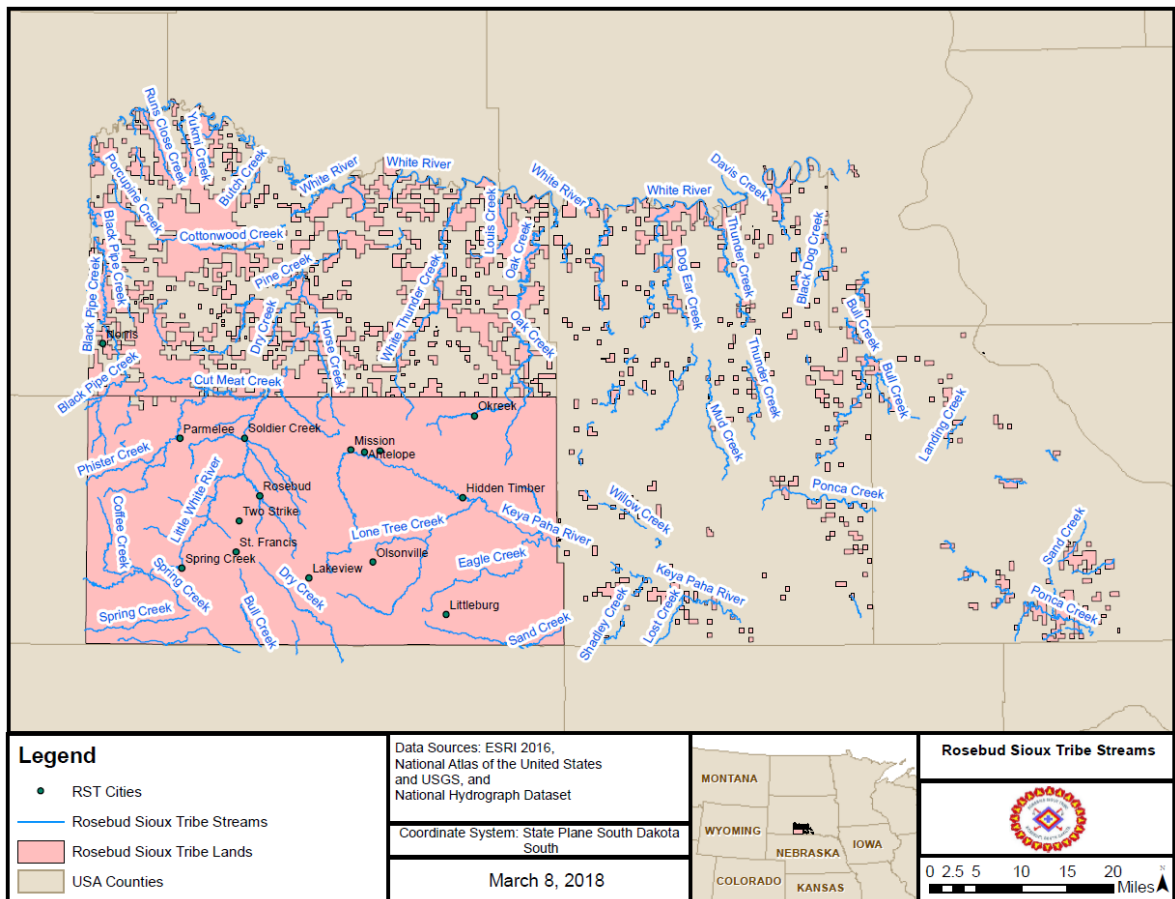 Runs Close Creek
Yukmi Creek
Butch Creek
Porcupine Creek
White River
White River
White River
White River
Davis Creek
Black Pipe Creek
Cottonwood Creek
Louis Creek
Oak Creek
Thunder Creek
Dog Ear Creek
Black Dog Creek
Black Pipe Creek
Pine Creek
White Thunder Creek
Dry Creek
Horse Creek
Oak Creek
Bull Creek
Norris
Thunder Creek
Bull Creek
Black Pipe Creek
Cut Meat Creek
Okreek
Mud Creek
Landing Creek
Parmelee
Soldier Creek
Mission
Antelope
Phister Creek
Little White River
Rosebud
Hidden Timber
Willow Creek
Ponca Creek
Coffee Creek
Two Strike
Lone Tree Creek
Keya Paha River
St. Francis
Spring Creek
Olsonville
Eagle Creek
Sand Creek
Spring Creek
Lakeview
Dry Creek
Keya Paha River
Spring Creek
Bull Creek
Littleburg
Sand Creek
Shadley Creek
Lost Creek
Ponca Creek
Legend
RST Cities
Rosebud Sioux Tribe Streams
Rosebud Sioux Tribe Lands
USA Counties
Data Sources: ESRI 2016,
National Atlas of the United States
and USGS, and
National Hydrograph Dataset
Coordinate System: State Plane South Dakota
South
March 8, 2018
MONTANA
WYOMING
IOWA
NEBRASKA
COLORADO
KANSAS
Rosebud Sioux Tribe Streams
0 2.5 5 10 15 20
Miles
N